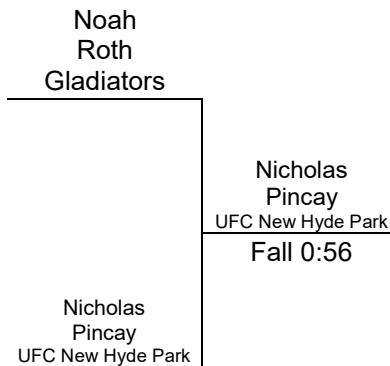 Noah
Roth
Gladiators
Nicholas
Pincay
UFC New Hyde Park
Fall 0:56
Nicholas
Pincay
UFC New Hyde Park